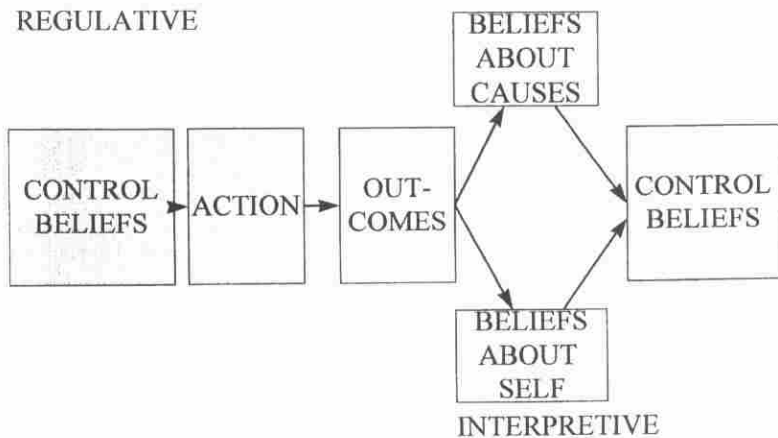 REGULATIVE
BELIEFS
ABOUT
CAUSES
CONTROL
BELIEFS
ACTION
OUT-
COMES
CONTROL
BELIEFS
BELIEFS
ABOUT
SELF
INTERPRETIVE